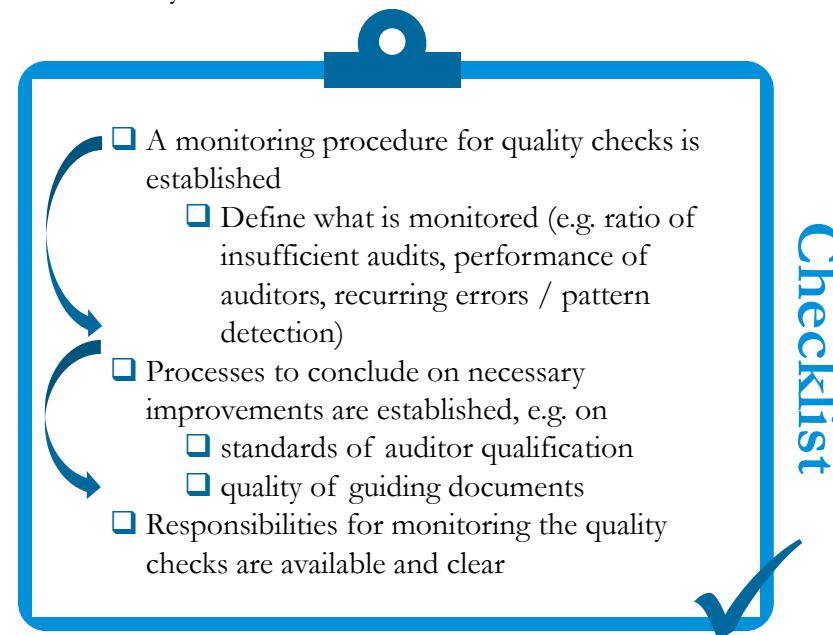 A monitoring procedure for quality checks is
established
Define what is monitored (e.g. ratio of
insufficient audits, performance of
auditors, recurring errors / pattern
detection)
Processes to conclude on necessary
improvements are established, e.g. on
standards of auditor qualification
quality of guiding documents
Responsibilities for monitoring the quality
checks are available and clear
Checklist